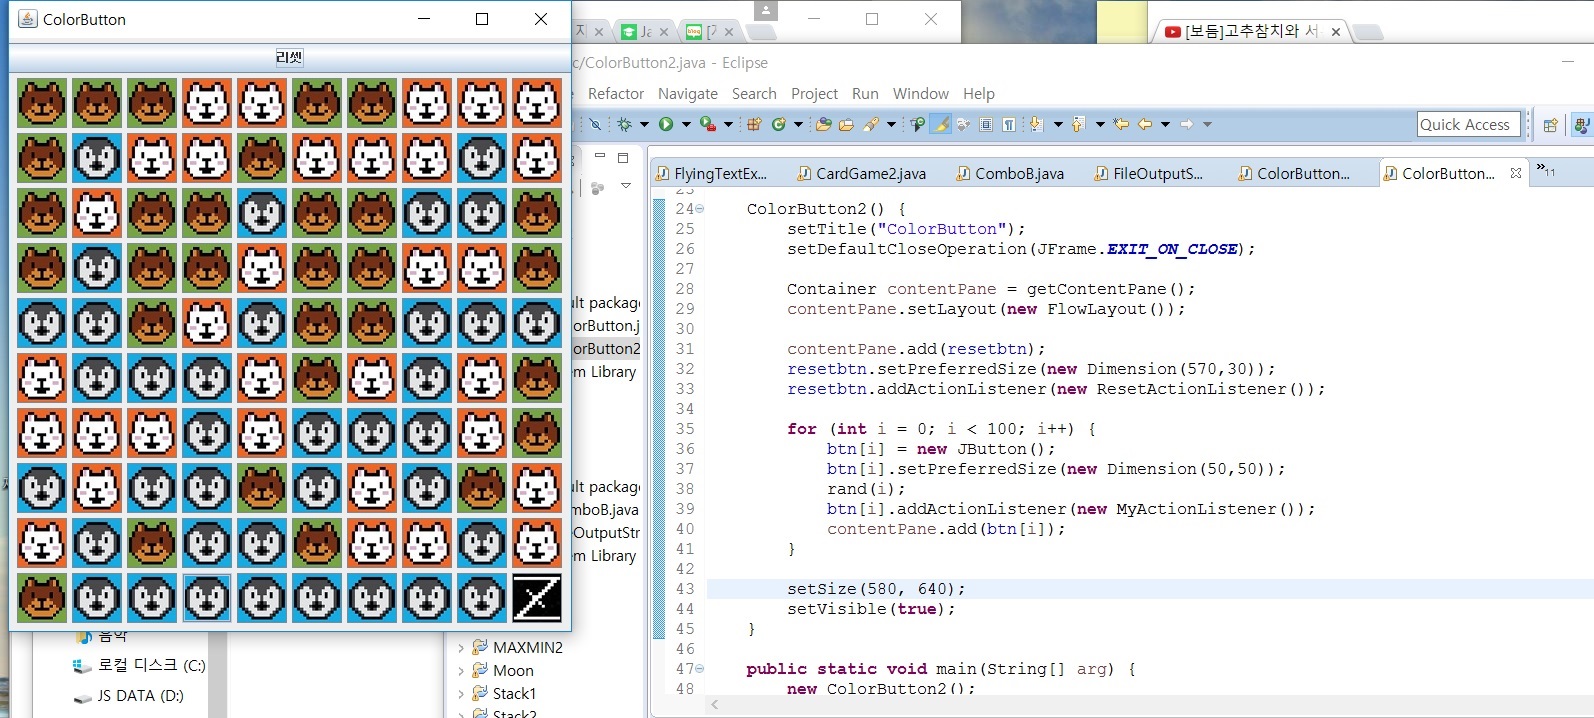 ColorButton
리셋
[보듬]고추참치와 서
c/ColorButton2.java - Eclipse
Refactor Navigate Search Project Run Window Help
Quick Access
FlyingTextEx... CardGame2.java ComboB.java FileOutputS... ColorButton... ColorButton... »11
24 ColorButton2() {
25 setTitle("ColorButton");
26 setDefaultCloseOperation(JFrame.EXIT_ON_CLOSE);
27
28 Container contentPane = getContentPane();
29 contentPane.setLayout(new FlowLayout());
30
31 contentPane.add(resetbtn);
32 resetbtn.setPreferredSize(new Dimension(570,30));
33 resetbtn.addActionListener(new ResetActionListener());
34
35 for (int i = 0; i < 100; i++) {
36 btn[i] = new JButton();
37 btn[i].setPreferredSize(new Dimension(50,50));
38 rand(i);
39 btn[i].addActionListener(new MyActionListener());
40 contentPane.add(btn[i]);
41 }
42
43 setSize(580, 640);
44 setVisible(true);
45 }
46
47 public static void main(String[] arg) {
48 new ColorButton2();
ult packag
orButton.j
orButton2
em Library
ult packag
mboB.java
OutputStr
em Library
MAXMIN2
Moon
Stack1
Stack2
음악
로컬 디스크 (C:)
JS DATA (D:)